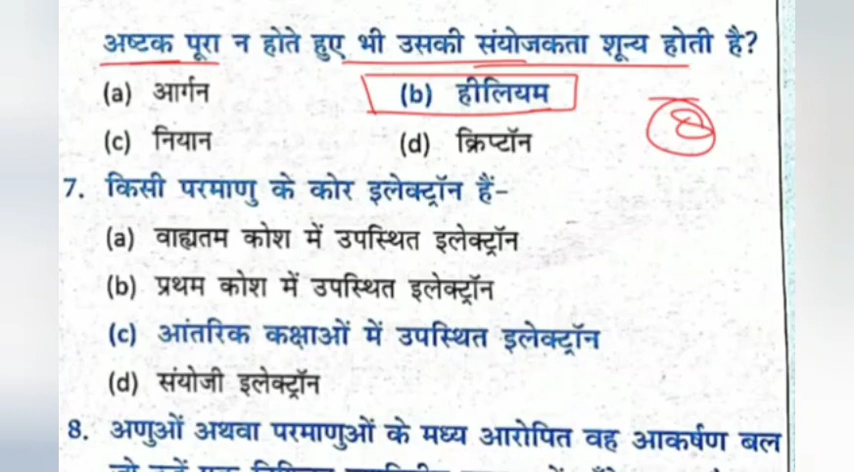 अष्टक पूरा न होते हुए भी उसकी संयोजकता शून्य होती है?
(a) आर्गन (b) हीलियम
(c) नियान (d) क्रिप्टॉन
7. किसी परमाणु के कोर इलेक्ट्रॉन हैं-
(a) वाह्यतम कोश में उपस्थित इलेक्ट्रॉन
(b) प्रथम कोश में उपस्थित इलेक्ट्रॉन
(c) आंतरिक कक्षाओं में उपस्थित इलेक्ट्रॉन
(d) संयोजी इलेक्ट्रॉन
8. अणुओं अथवा परमाणुओं के मध्य आरोपित वह आकर्षण बल